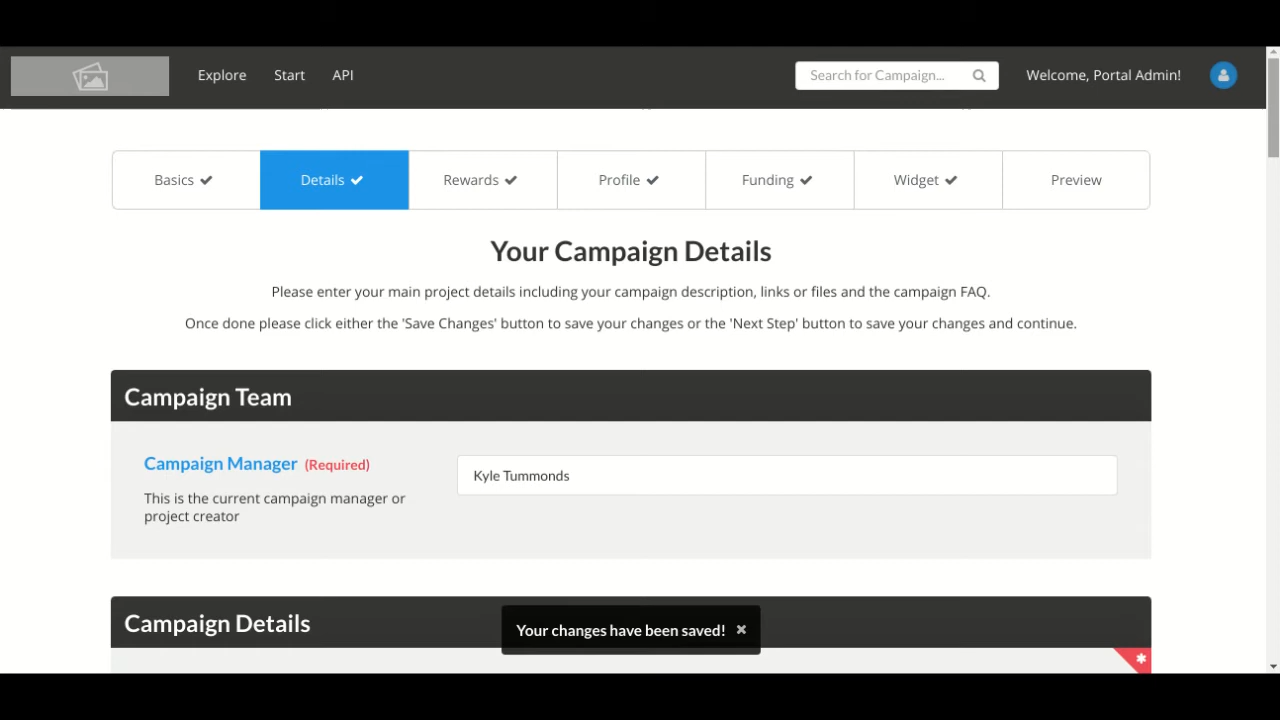 Explore Start API Search for Campaign... Welcome, Portal Admin!
Basics Details Rewards Profile Funding Widget Preview
Your Campaign Details
Please enter your main project details including your campaign description, links or files and the campaign FAQ.
Once done please click either the 'Save Changes' button to save your changes or the 'Next Step' button to save your changes and continue.
Campaign Team
Campaign Manager (Required)
Kyle Tummonds
This is the current campaign manager or
project creator
Campaign Details
Your changes have been saved!